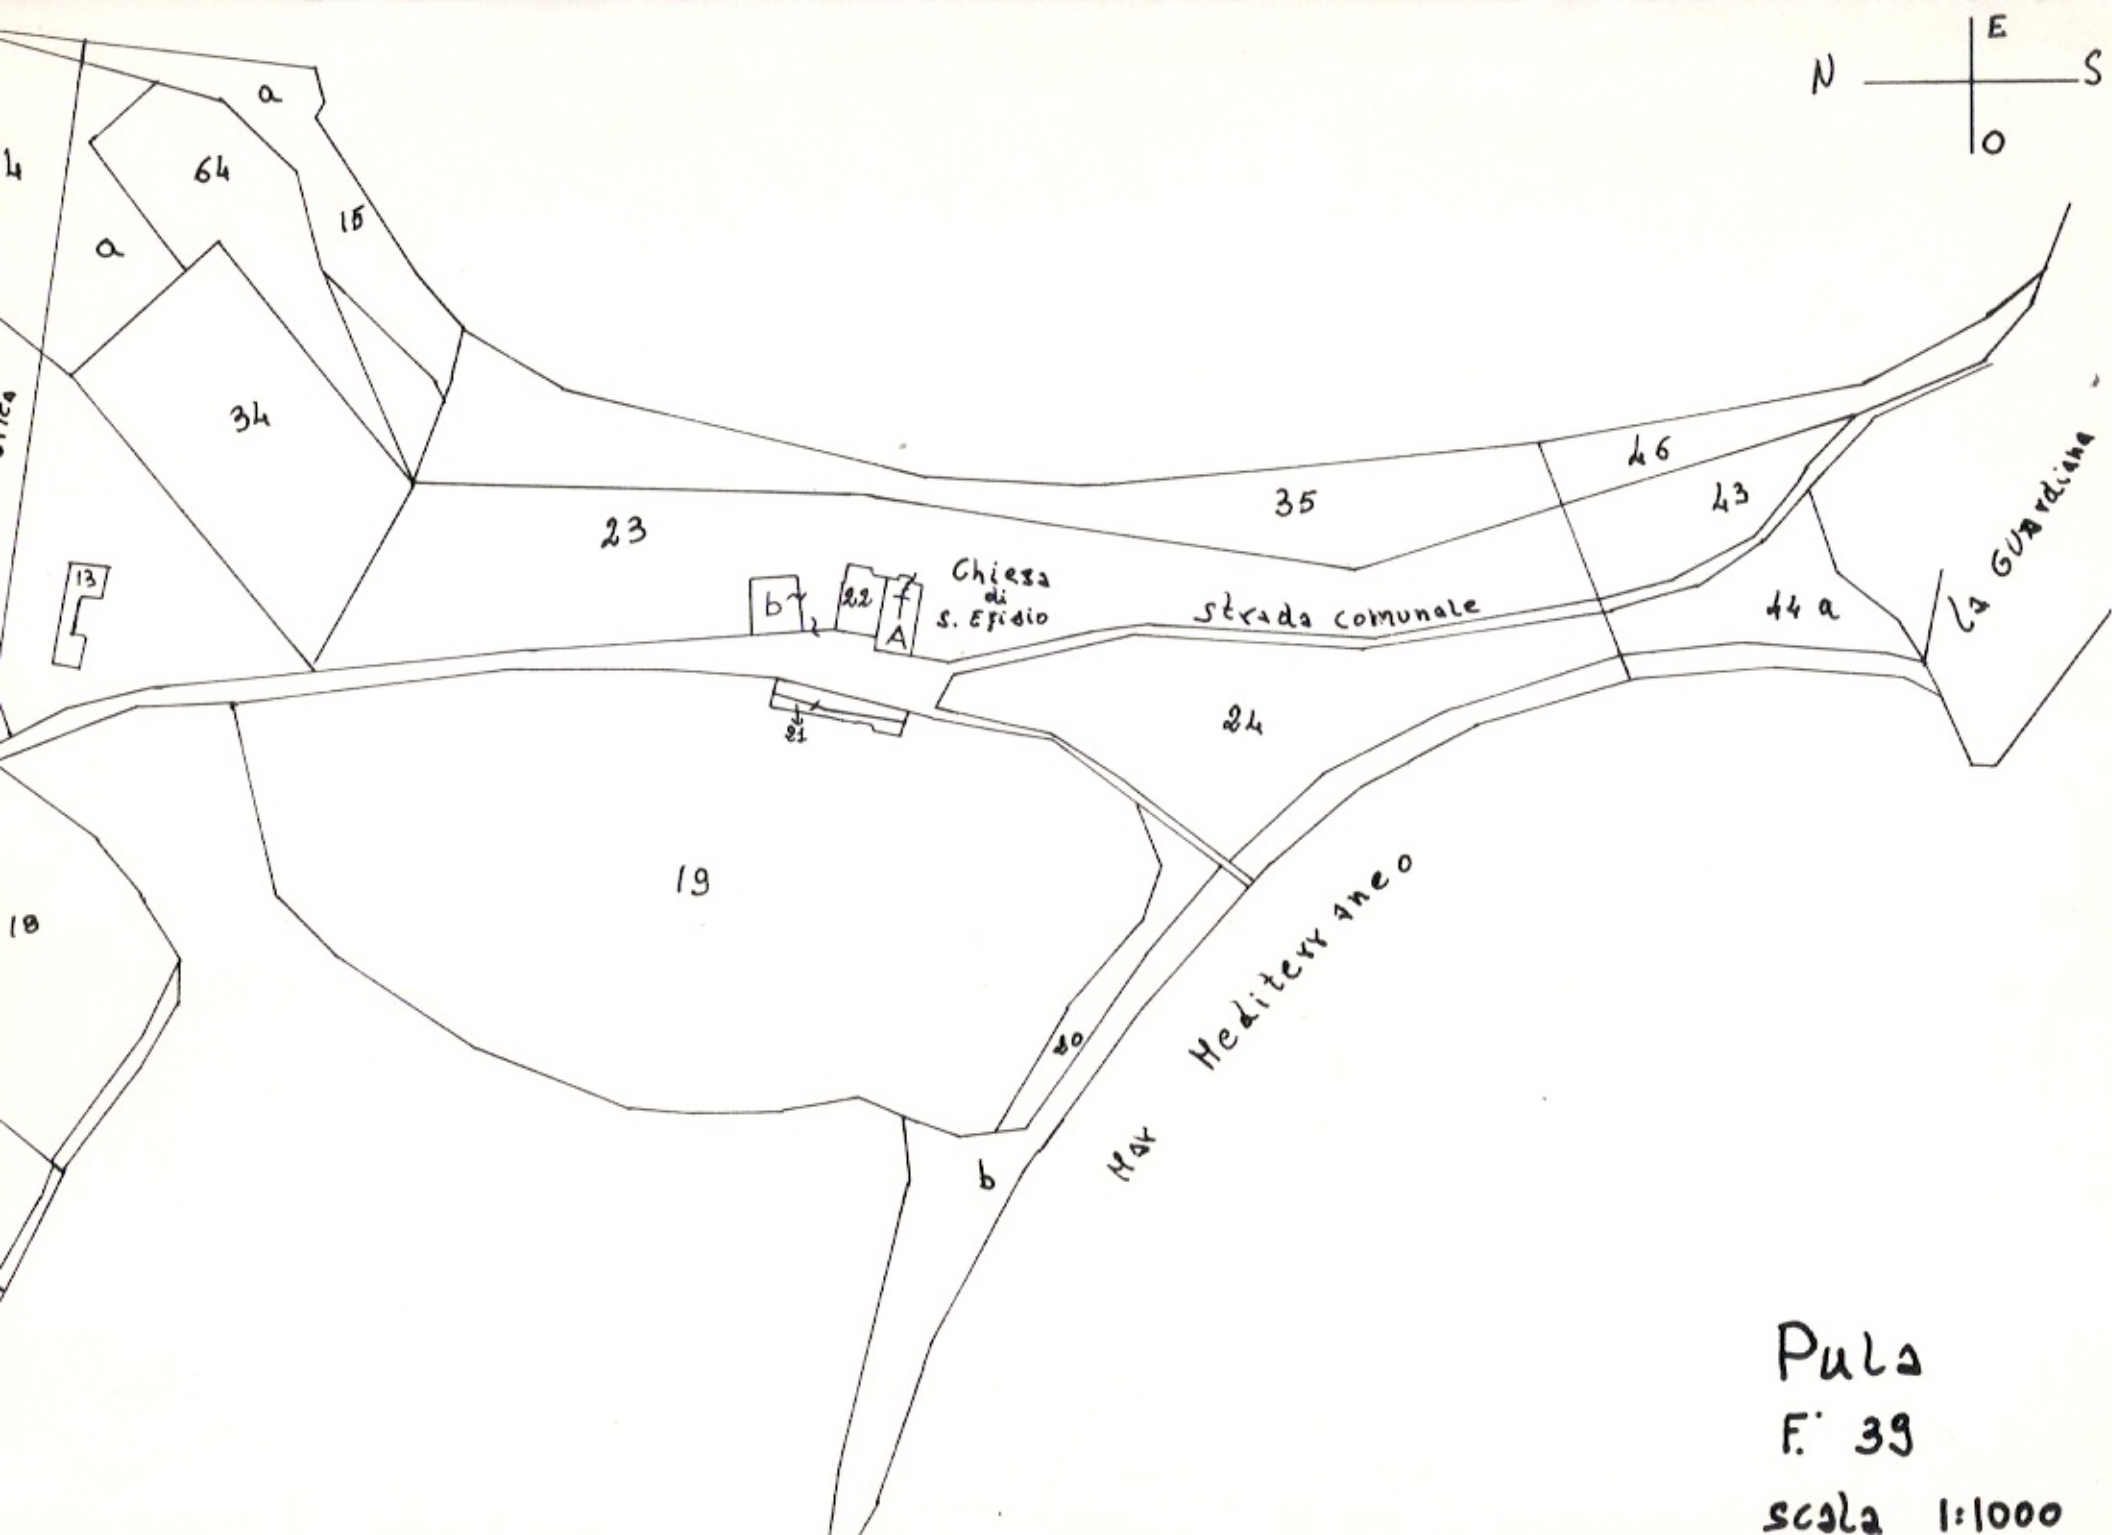 E
N S
O
a
4
64
15
a
34
46
35
43
23
13
b
22
f
A
Chiesa
di
S. Efisio
strada comunale
44 a
La GUardiana
24
21
19
18
20
Mar Mediterraneo
b
Pula
F. 39
scala 1:1000